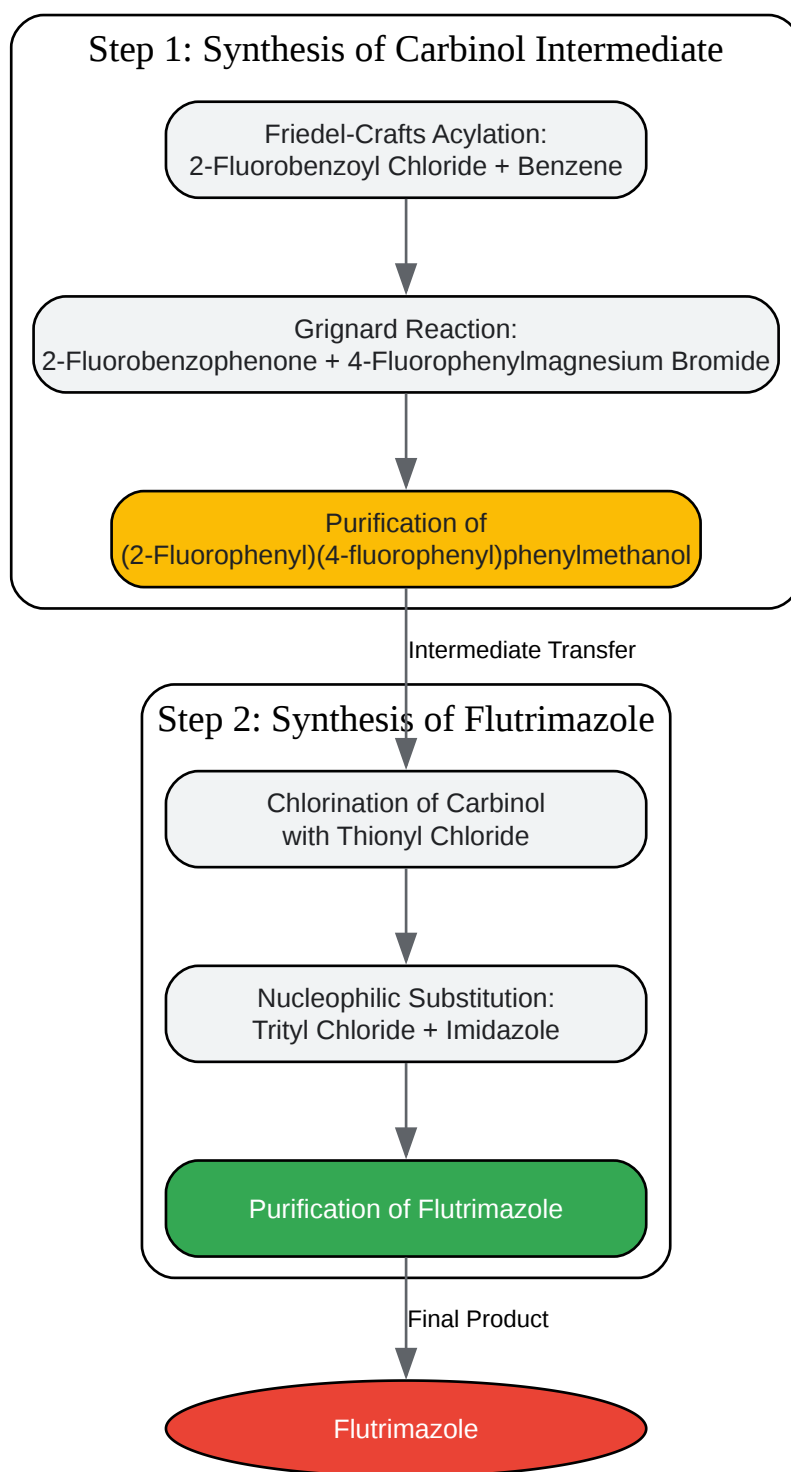 Step 1: Synthesis of Carbinol Intermediate
Friedel-Crafts Acylation:
2-Fluorobenzoyl Chloride + Benzene
Grignard Reaction:
2-Fluorobenzophenone + 4-Fluorophenylmagnesium Bromide
Purification of
(2-Fluorophenyl)(4-fluorophenyl)phenylmethanol
Intermediate Transfer
Step 2: Synthesis of Flutrimazole
Chlorination of Carbinol
with Thionyl Chloride
Nucleophilic Substitution:
Trityl Chloride + Imidazole
Purification of Flutrimazole
Final Product
Flutrimazole